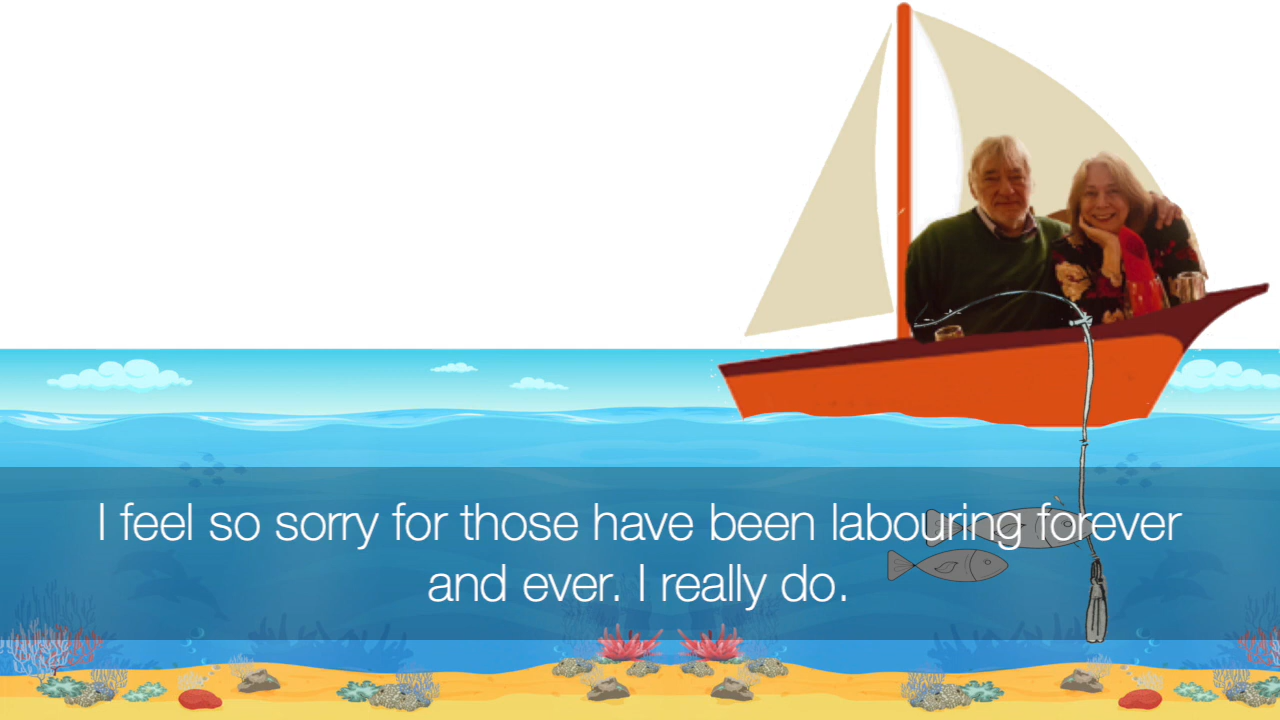 I feel so sorry for those have been labouring forever
and ever. I really do.